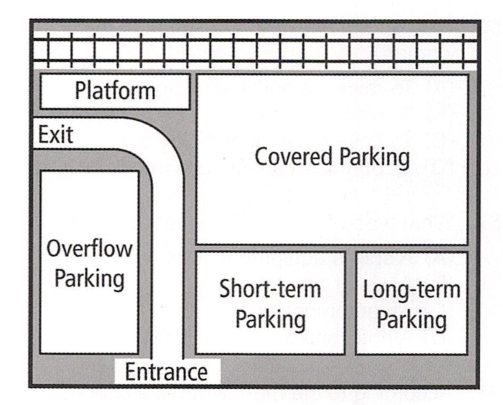 Platform
Exit
Covered Parking
Overflow
Parking
Short-term
Parking
Long-term
Parking
Entrance